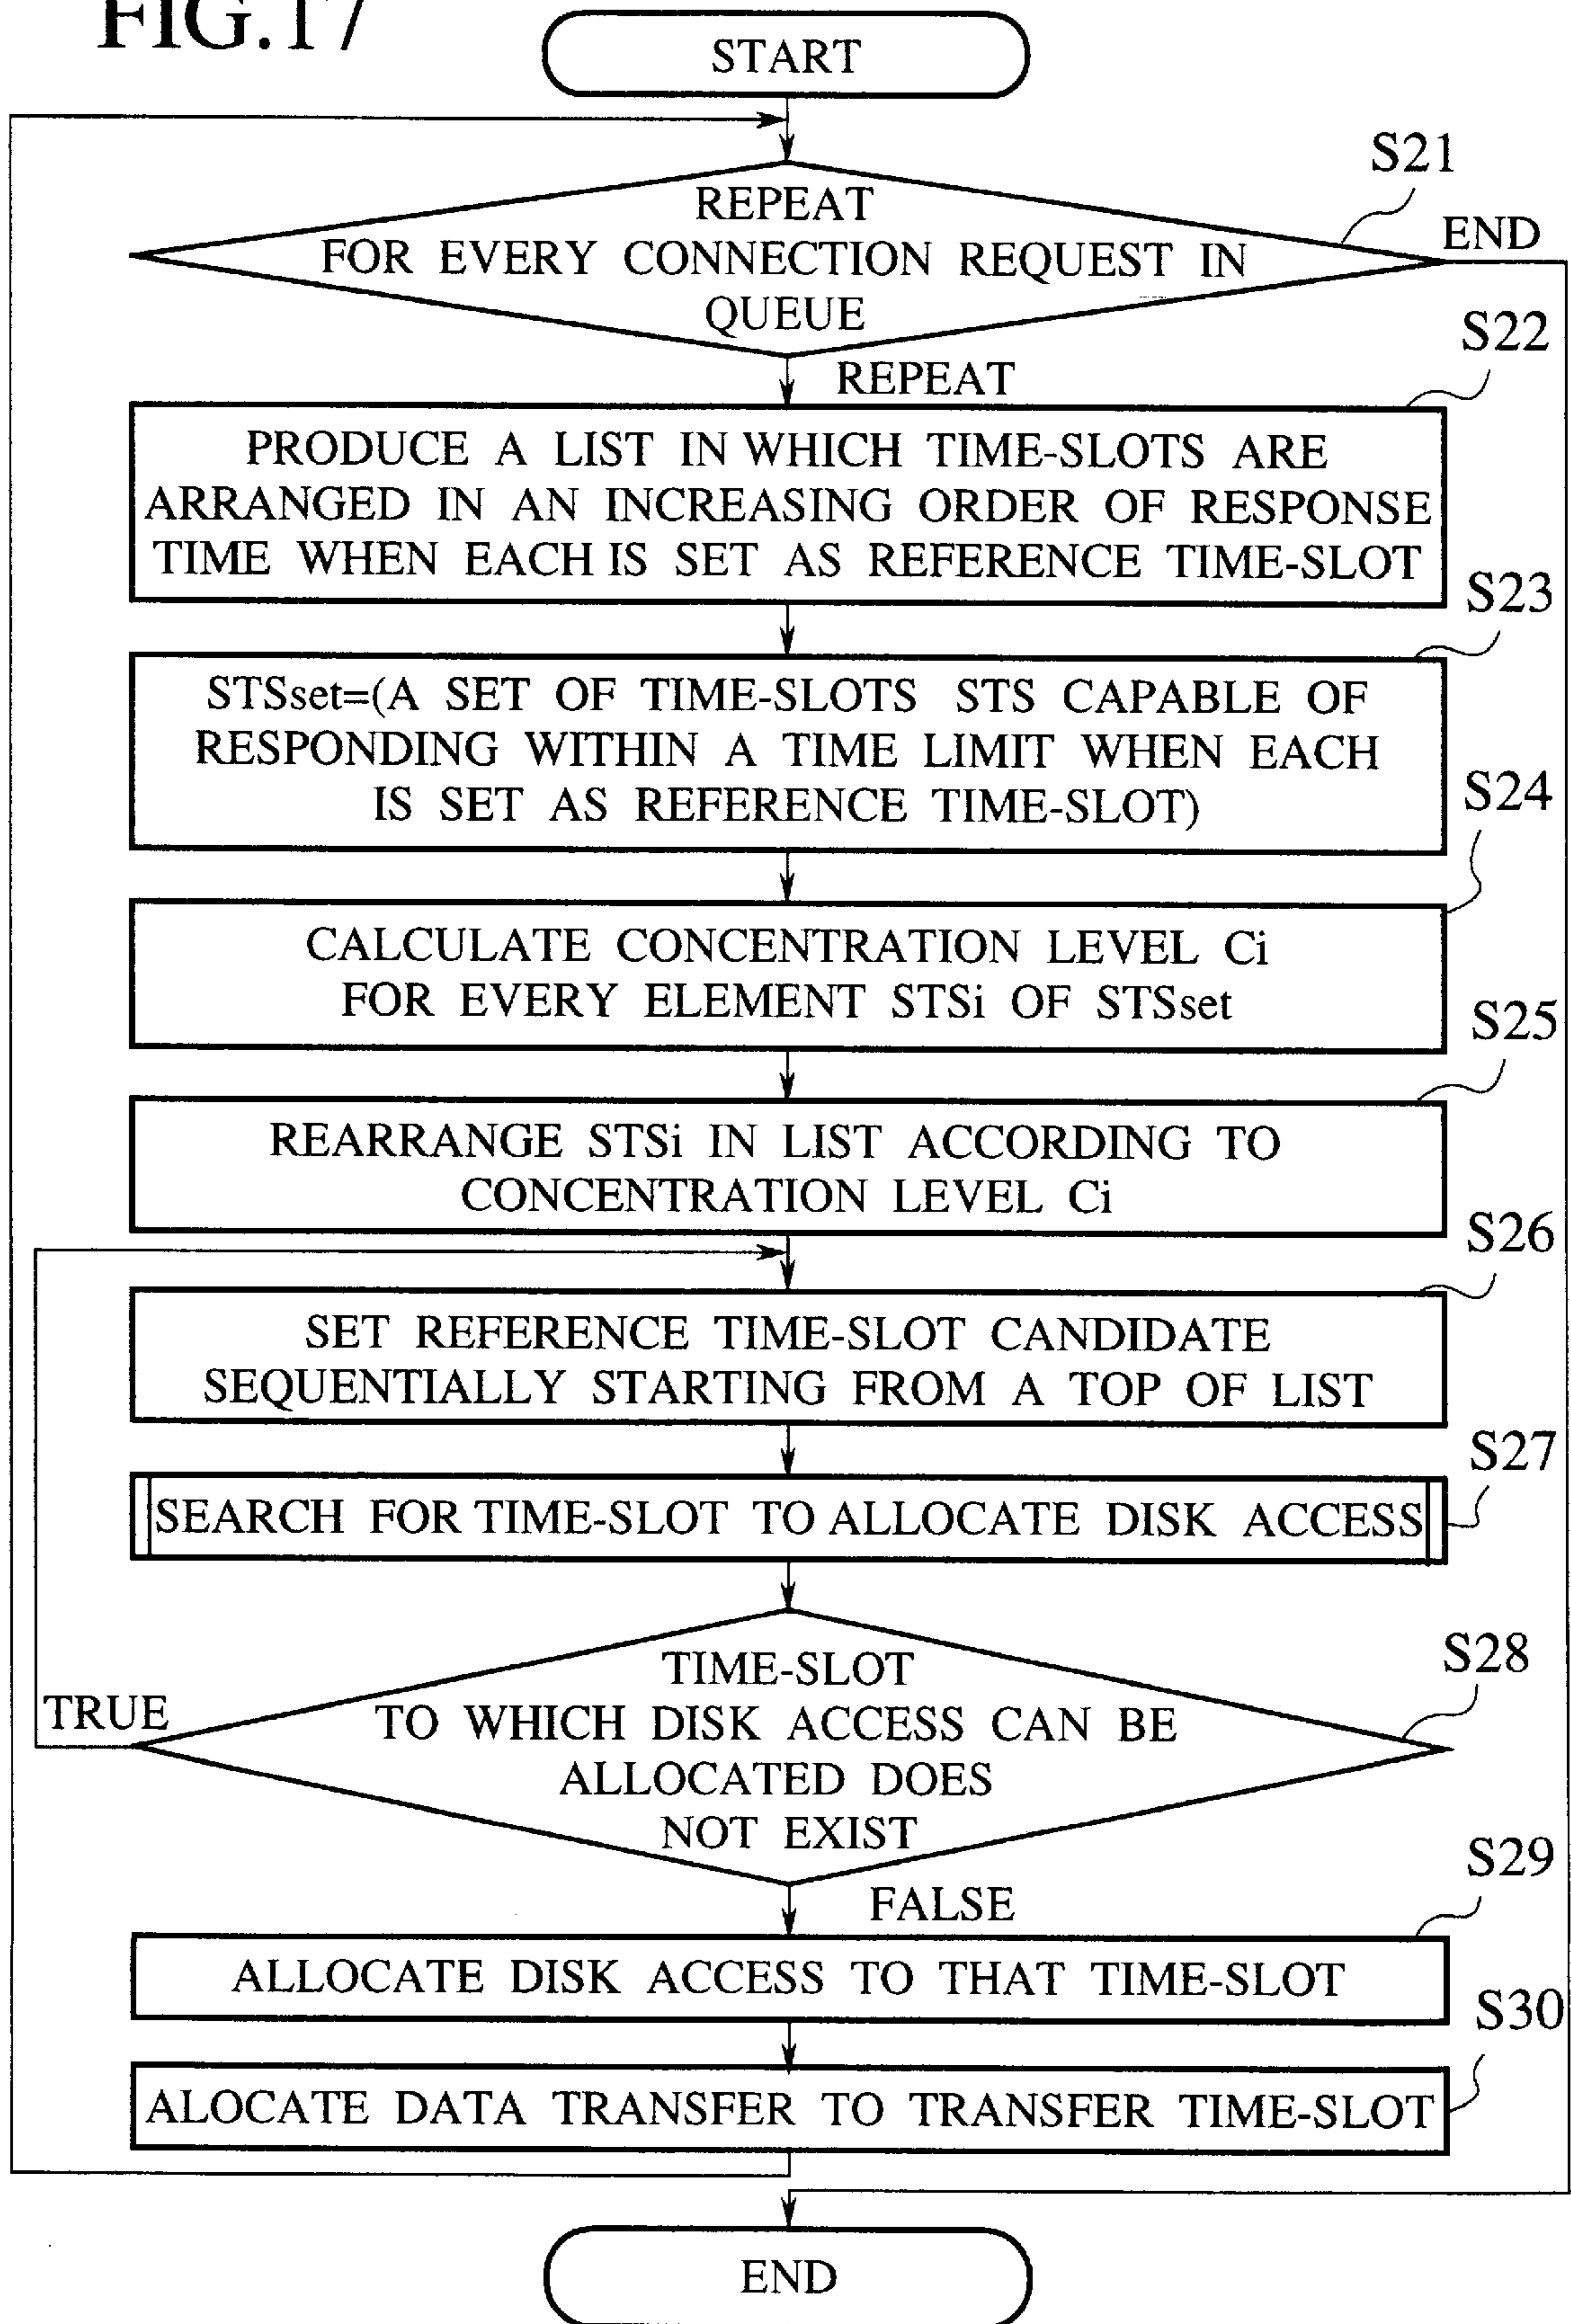 FIG.17
START
S21
REPEAT
FOR EVERY CONNECTION REQUEST IN
QUEUE
END
REPEAT
S22
PRODUCE A LIST IN WHICH TIME-SLOTS ARE
ARRANGED IN AN INCREASING ORDER OF RESPONSE
TIME WHEN EACH IS SET AS REFERENCE TIME-SLOT
S23
STSset=(A SET OF TIME-SLOTS STS CAPABLE OF
RESPONDING WITHIN A TIME LIMIT WHEN EACH
IS SET AS REFERENCE TIME-SLOT)
S24
CALCULATE CONCENTRATION LEVEL Ci
FOR EVERY ELEMENT STSi OF STSset
S25
REARRANGE STSi IN LIST ACCORDING TO
CONCENTRATION LEVEL Ci
S26
SET REFERENCE TIME-SLOT CANDIDATE
SEQUENTIALLY STARTING FROM A TOP OF LIST
S27
SEARCH FOR TIME-SLOT TO ALLOCATE DISK ACCESS
S28
TIME-SLOT
TO WHICH DISK ACCESS CAN BE
ALLOCATED DOES
NOT EXIST
TRUE
FALSE
S29
ALLOCATE DISK ACCESS TO THAT TIME-SLOT
S30
ALOCATE DATA TRANSFER TO TRANSFER TIME-SLOT
END